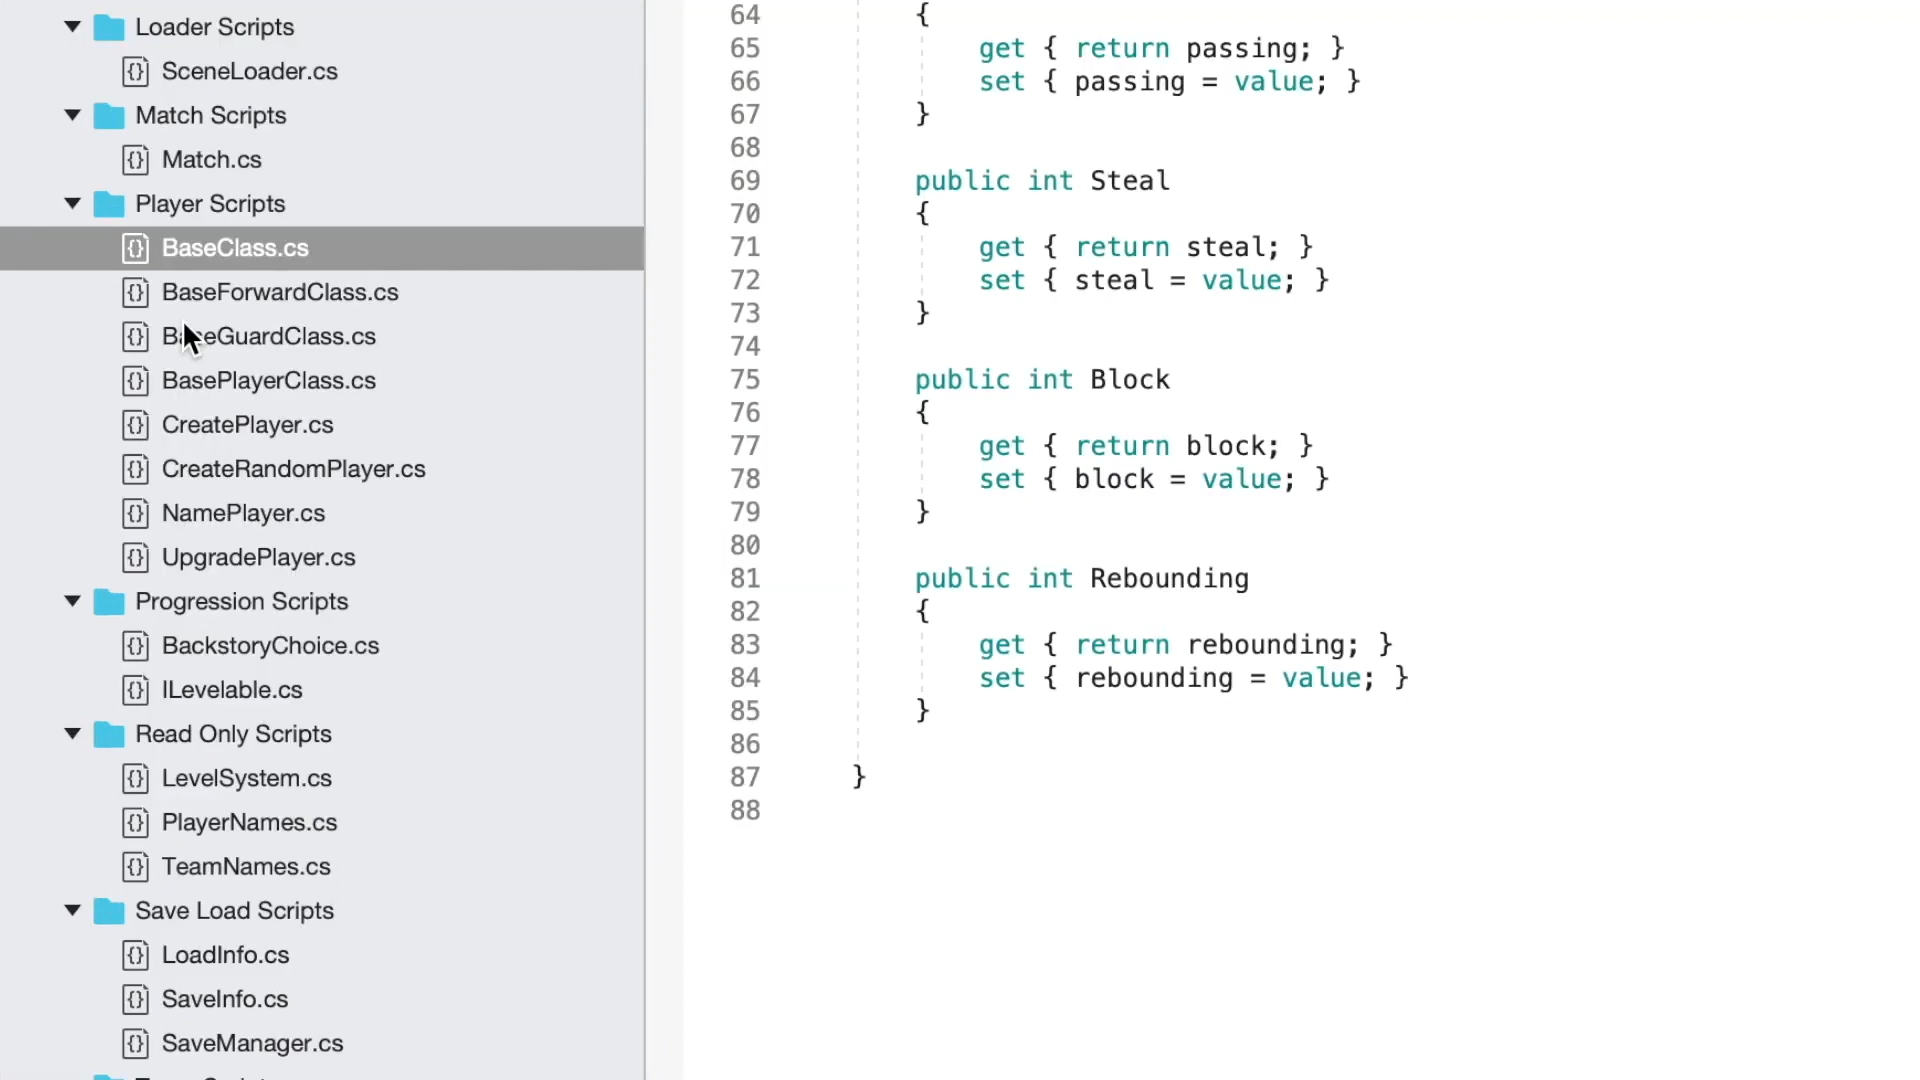 Loader Scripts
SceneLoader.cs
Match Scripts
Match.cs
Player Scripts
BaseClass.cs
BaseForwardClass.cs
BaseGuardClass.cs
BasePlayerClass.cs
CreatePlayer.cs
CreateRandomPlayer.cs
NamePlayer.cs
UpgradePlayer.cs
Progression Scripts
BackstoryChoice.cs
ILevelable.cs
Read Only Scripts
LevelSystem.cs
PlayerNames.cs
TeamNames.cs
Save Load Scripts
LoadInfo.cs
SaveInfo.cs
SaveManager.cs
64 {
65 get { return passing; }
66 set { passing = value; }
67 }
68
69 public int Steal
70 {
71 get { return steal; }
72 set { steal = value; }
73 }
74
75 public int Block
76 {
77 get { return block; }
78 set { block = value; }
79 }
80
81 public int Rebounding
82 {
83 get { return rebounding; }
84 set { rebounding = value; }
85 }
86
87 }
88